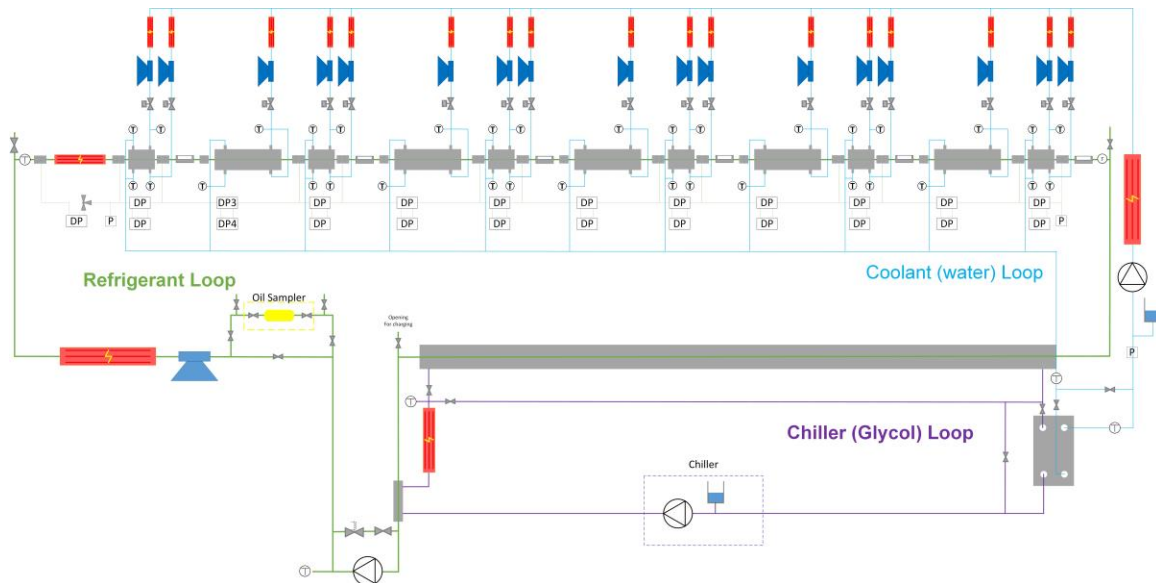 T T T T T T T T T T T T T T T T T
T T
T T T T T T T T T T T T T T T T T
DP DP3 DP DP DP DP DP DP DP DP DP
DP P DP DP4 DP DP DP DP DP DP DP DP DP P
Refrigerant Loop
Coolant (water) Loop
Oil Sampler
Opening
for charging
P
T
T
T
Chiller (Glycol) Loop
Chiller
T